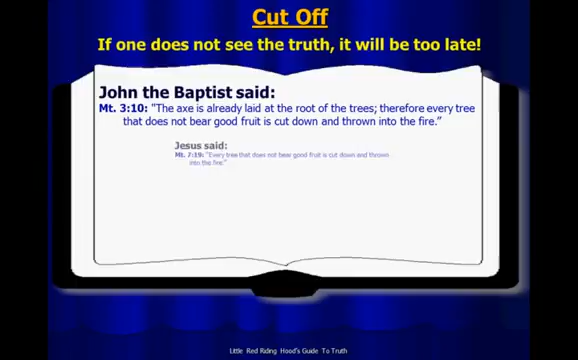 Cut Off
If one does not see the truth, it will be too late!
John the Baptist said:
Mt. 3:10: "The axe is already laid at the root of the trees; therefore every tree
that does not bear good fruit is cut down and thrown into the fire."
Jesus said:
Mt. 7:19: "Every tree that does not bear good fruit is cut down and thrown
into the fire."
Little Red Riding Hood's Guide To Truth